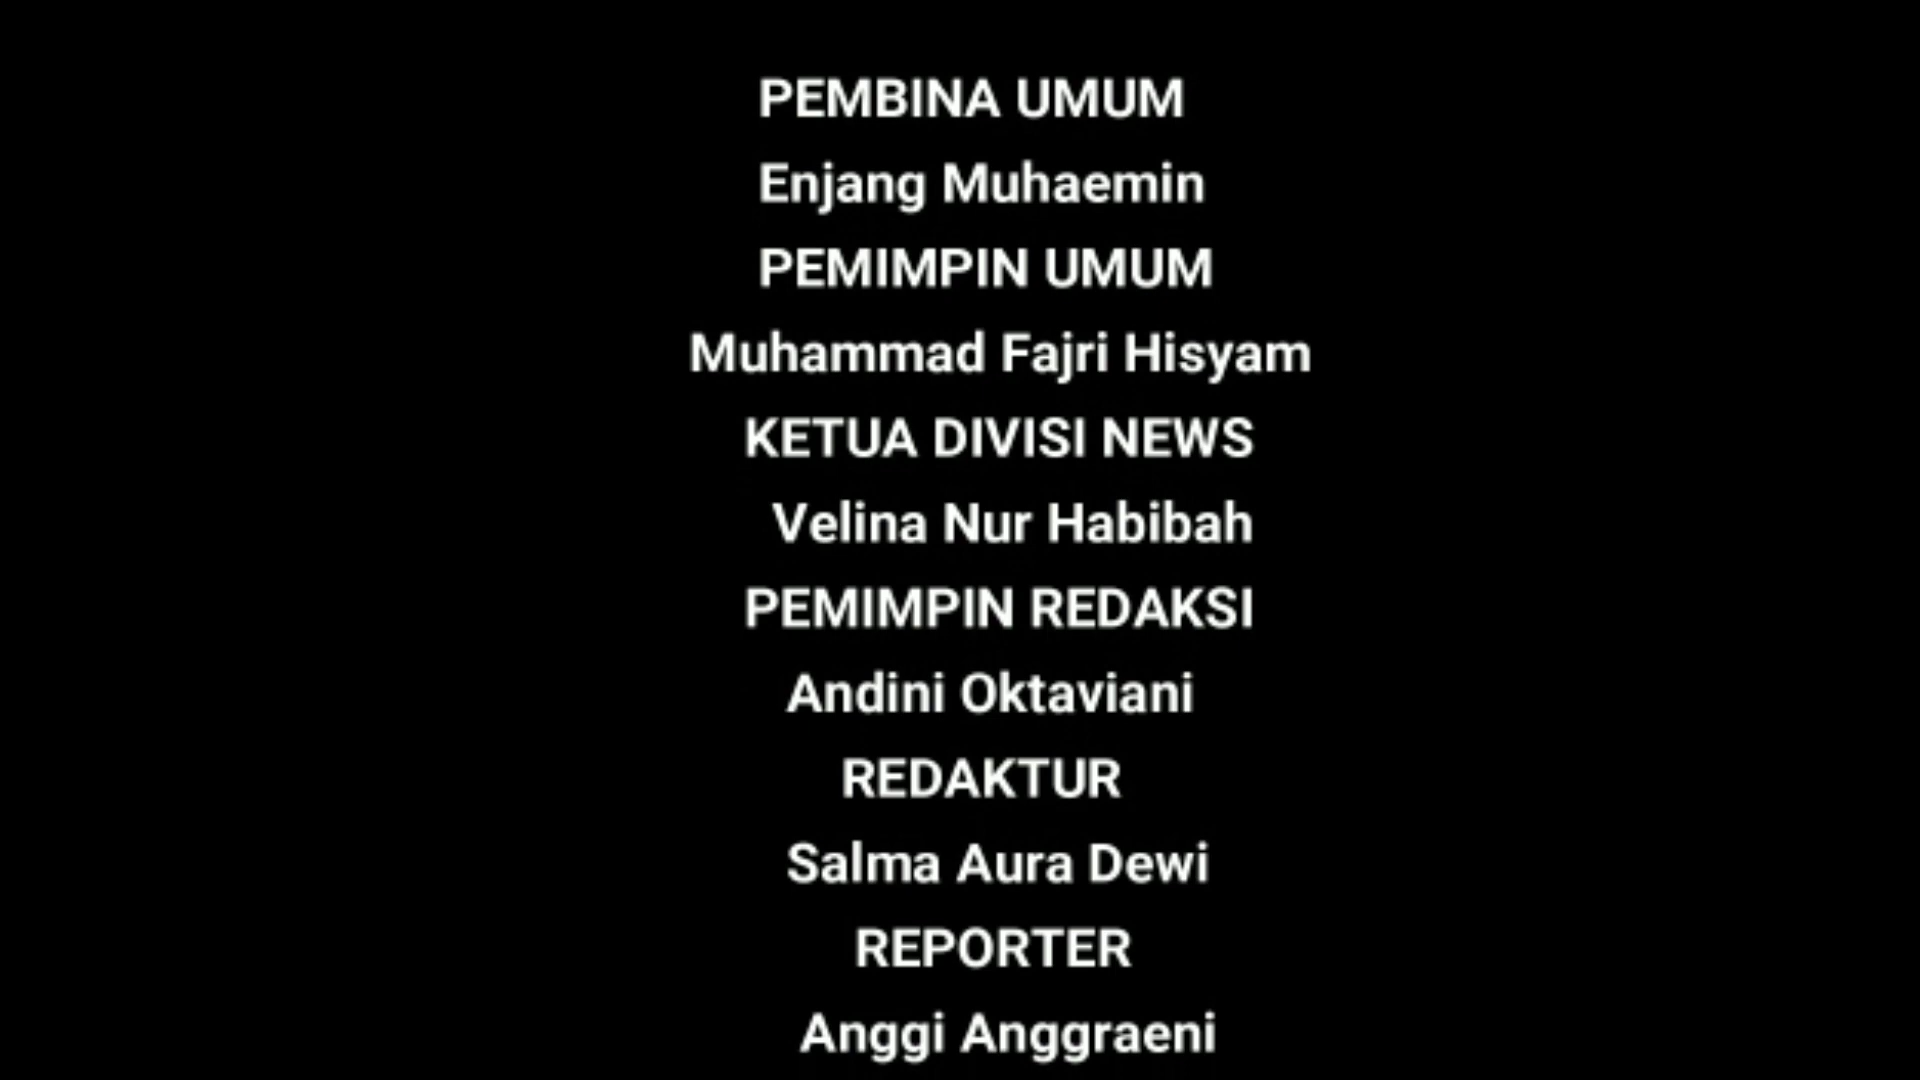 PEMBINA UMUM
Enjang Muhaemin
PEMIMPIN UMUM
Muhammad Fajri Hisyam
KETUA DIVISI NEWS
Velina Nur Habibah
PEMIMPIN REDAKSI
Andini Oktaviani
REDAKTUR
Salma Aura Dewi
REPORTER
Anggi Anggraeni